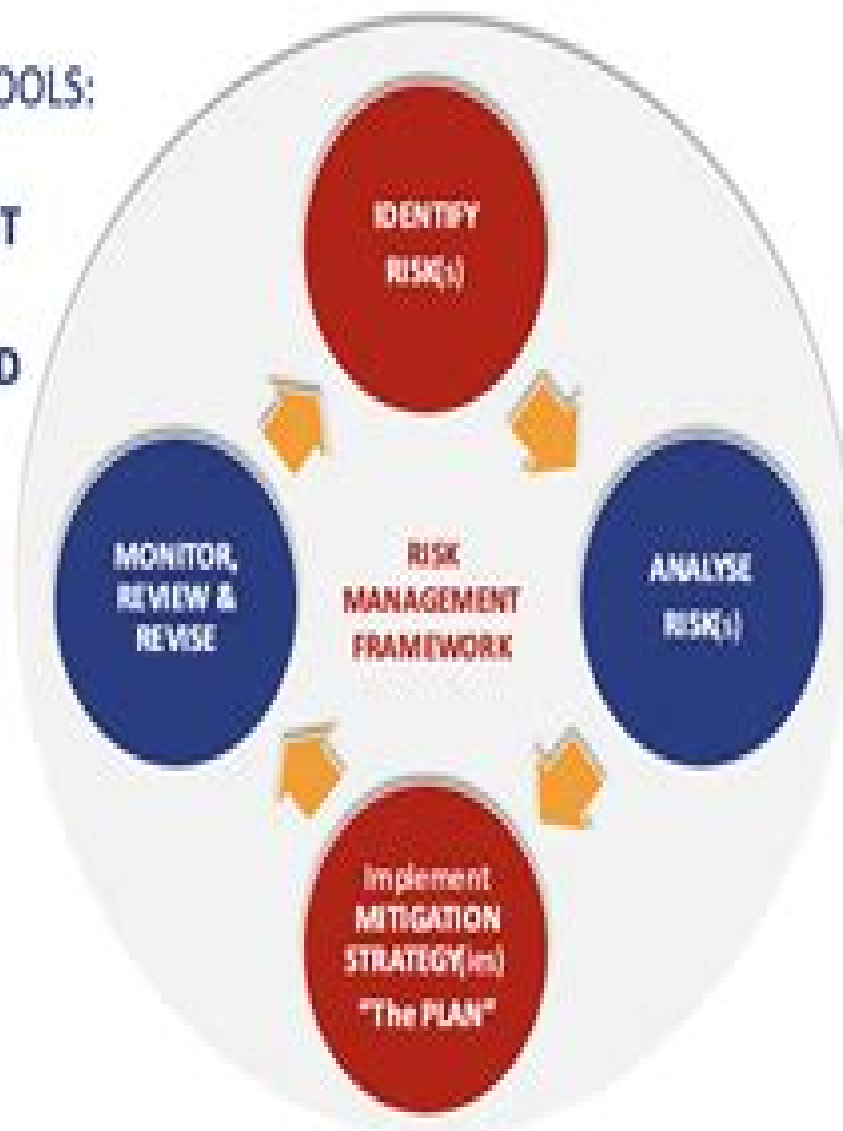 OOLS:
T
D
IDENTIFY
RISK(s)
ANALYSE
RISK(s)
MONITOR,
REVIEW &
REVISE
RISK
MANAGEMENT
FRAMEWORK
Implement
MITIGATION
STRATEGY(ies)
"The PLAN"